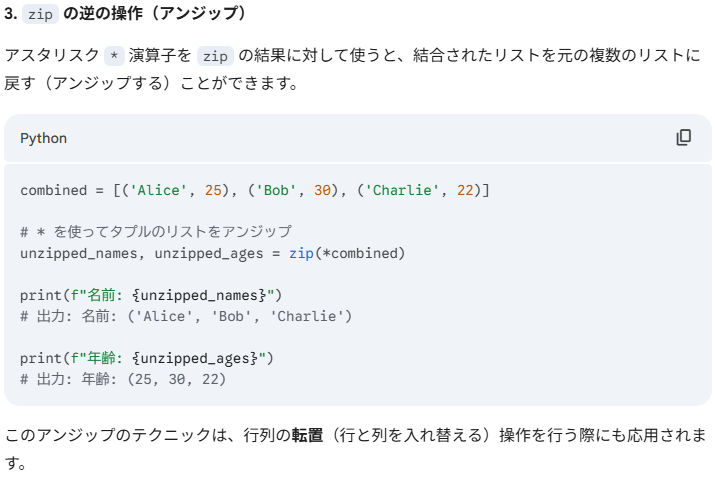 3. zip の逆の操作（アンジップ）
アスタリスク * 演算子を zip の結果に対して使うと、結合されたリストを元の複数のリストに
戻す（アンジップする）ことができます。
Python
combined = [('Alice', 25), ('Bob', 30), ('Charlie', 22)]
# * を使ってタプルのリストをアンジップ
unzipped_names, unzipped_ages = zip(*combined)
print(f"名前: {unzipped_names}")
# 出力: 名前: ('Alice', 'Bob', 'Charlie')
print(f"年齢: {unzipped_ages}")
# 出力: 年齢: (25, 30, 22)
このアンジップのテクニックは、行列の転置（行と列を入れ替える）操作を行う際にも応用されま
す。